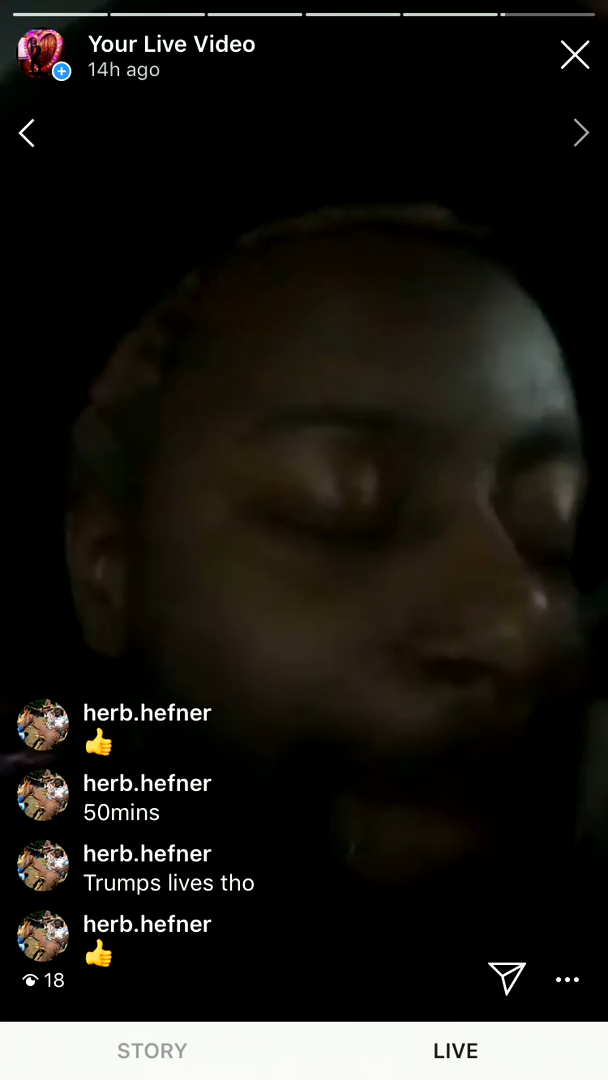 Your Live Video
14h ago
herb.hefner
👍
herb.hefner
50mins
herb.hefner
Trumps lives tho
herb.hefner
👍
18
STORY
LIVE